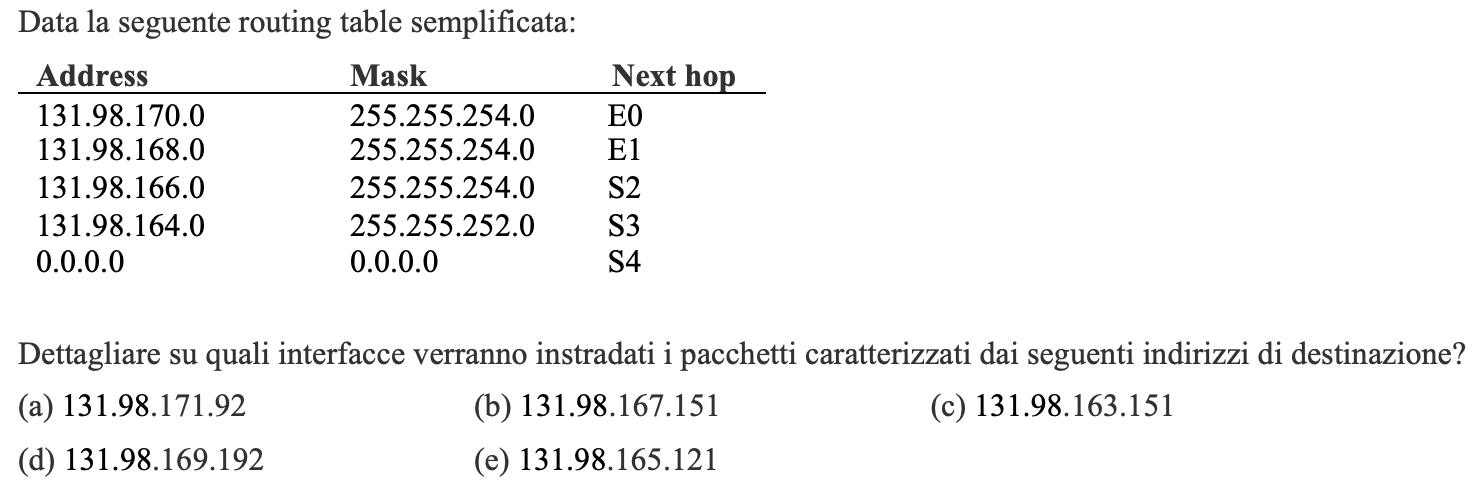 Data la seguente routing table semplificata:
Address Mask Next hop
131.98.170.0 255.255.254.0 E0
131.98.168.0 255.255.254.0 E1
131.98.166.0 255.255.254.0 S2
131.98.164.0 255.255.252.0 S3
0.0.0.0 0.0.0.0 S4
Dettagliare su quali interfacce verranno instradati i pacchetti caratterizzati dai seguenti indirizzi di destinazione?
(a) 131.98.171.92 (b) 131.98.167.151 (c) 131.98.163.151
(d) 131.98.169.192 (e) 131.98.165.121